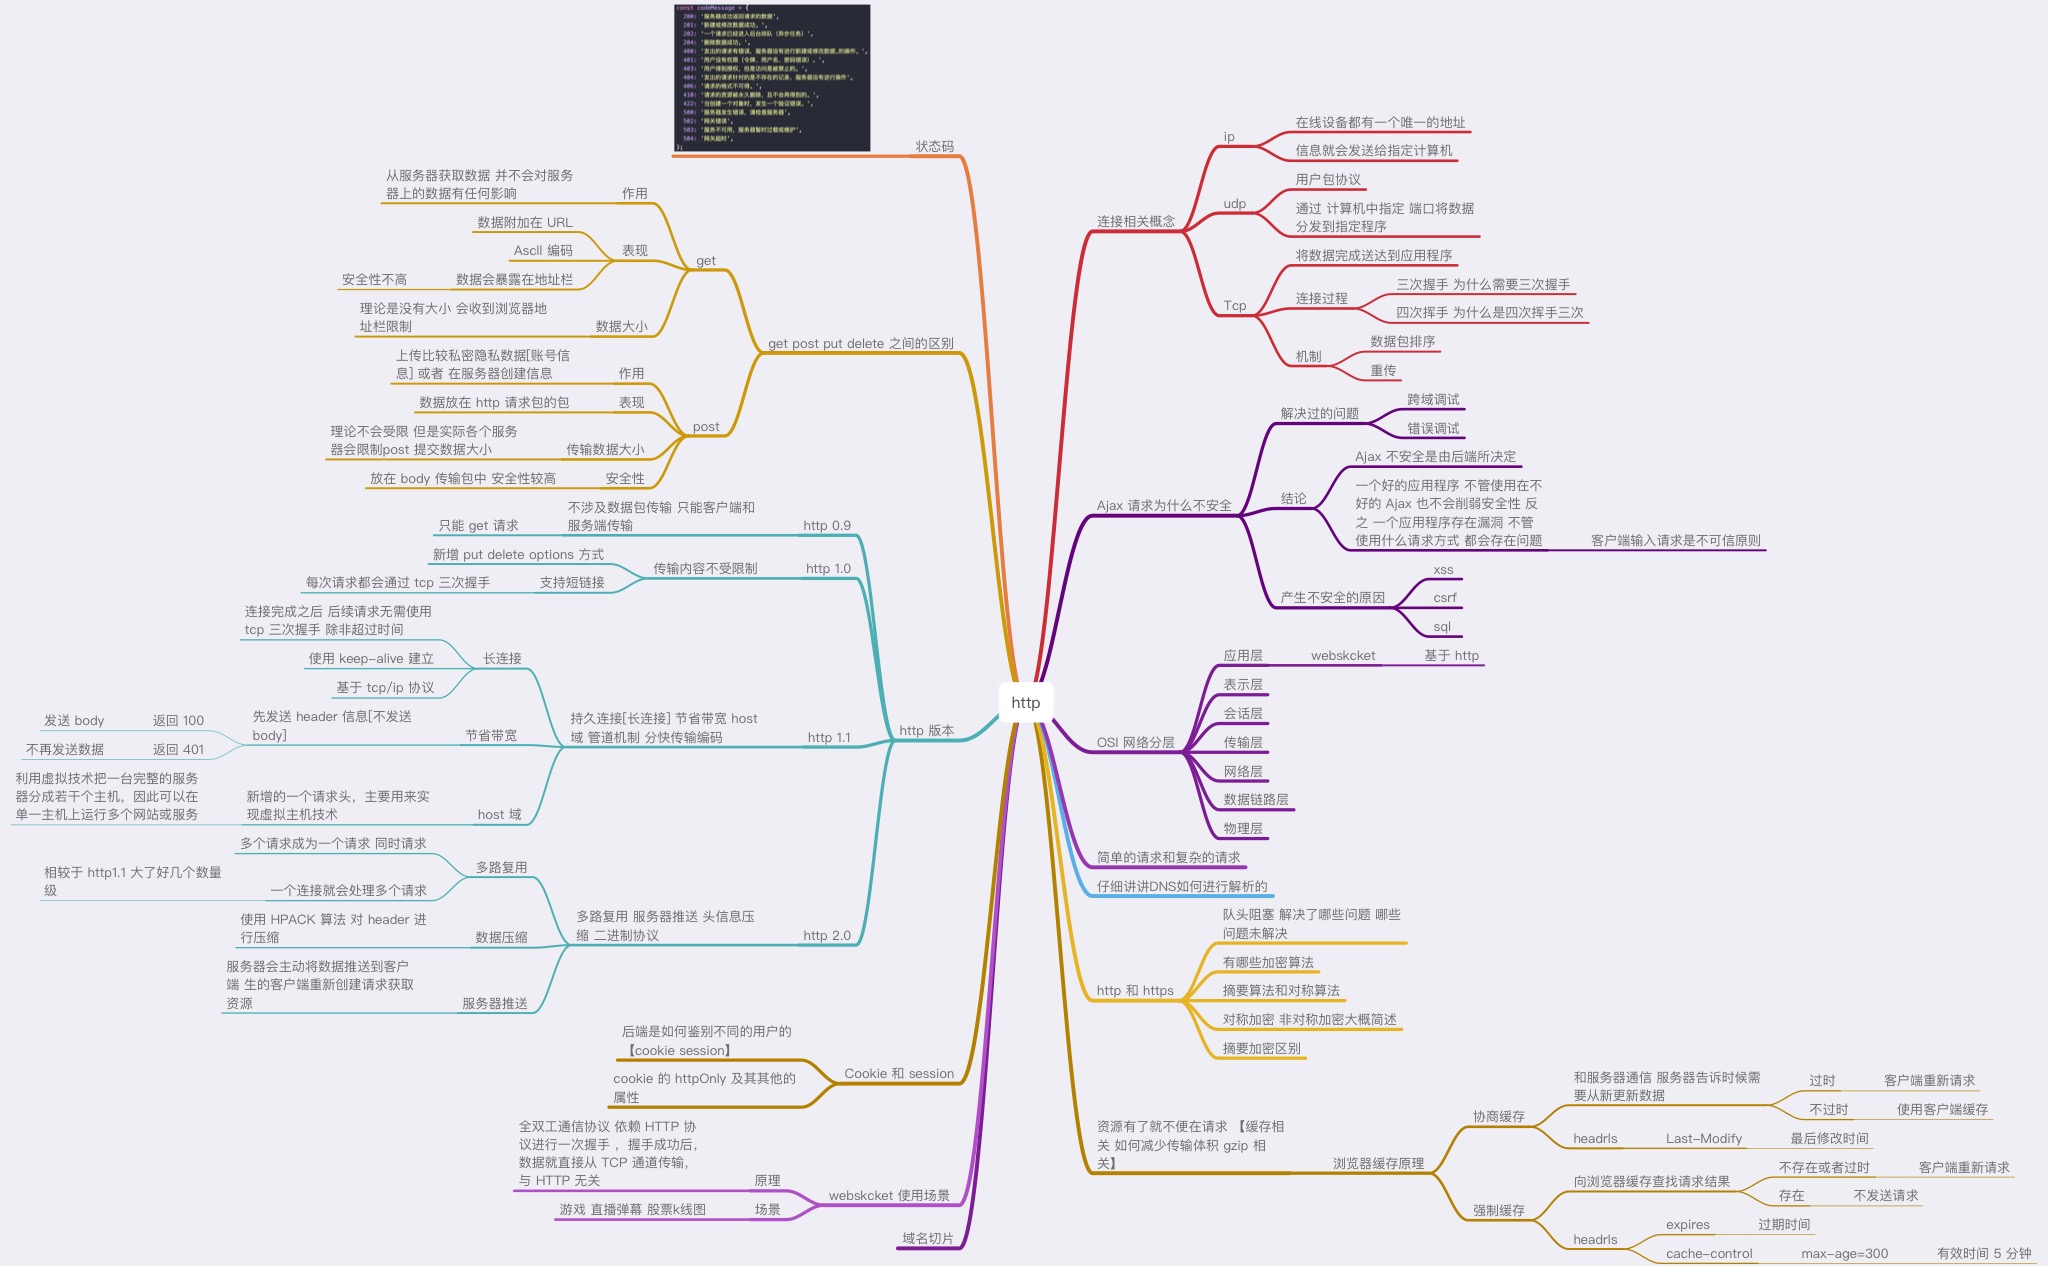 const codeMessage = {
200: '服务器成功返回请求的数据',
201: '新建或修改数据成功。',
202: '一个请求已经进入后台排队（异步任务）',
204: '删除数据成功。',
400: '发出的请求有错误，服务器没有进行新建或修改数据,的操作。',
401: '用户没有权限（令牌、用户名、密码错误）。',
403: '用户得到授权，但是访问是被禁止的。',
404: '发出的请求针对的是不存在的记录，服务器没有进行操作',
406: '请求的格式不可得。',
410: '请求的资源被永久删除，且不会再得到的。',
422: '当创建一个对象时，发生一个验证错误。',
500: '服务器发生错误，请检查服务器',
502: '网关错误',
503: '服务不可用，服务器暂时过载或维护',
504: '网关超时',
};
状态码
从服务器获取数据 并不会对服务
器上的数据有任何影响
作用
数据附加在 URL
Ascll 编码
表现
安全性不高
数据会暴露在地址栏
get
理论是没有大小 会收到浏览器地
址栏限制
数据大小
get post put delete 之间的区别
上传比较私密隐私数据[账号信
息] 或者 在服务器创建信息
作用
数据放在 http 请求包的包
表现
post
理论不会受限 但是实际各个服务
器会限制post 提交数据大小
传输数据大小
放在 body 传输包中 安全性较高
安全性
只能 get 请求
不涉及数据包传输 只能客户端和
服务端传输
http 0.9
新增 put delete options 方式
传输内容不受限制
http 1.0
每次请求都会通过 tcp 三次握手
支持短链接
连接完成之后 后续请求无需使用
tcp 三次握手 除非超过时间
使用 keep-alive 建立
长连接
基于 tcp/ip 协议
发送 body
返回 100
先发送 header 信息[不发送
body]
节省带宽
不再发送数据
返回 401
持久连接[长连接] 节省带宽 host
域 管道机制 分快传输编码
http 1.1
http 版本
利用虚拟技术把一台完整的服务
器分成若干个主机，因此可以在
单一主机上运行多个网站或服务
新增的一个请求头，主要用来实
现虚拟主机技术
host 域
多个请求成为一个请求 同时请求
多路复用
相较于 http1.1 大了好几个数量
级
一个连接就会处理多个请求
使用 HPACK 算法 对 header 进
行压缩
数据压缩
多路复用 服务器推送 头信息压
缩 二进制协议
http 2.0
服务器会主动将数据推送到客户
端 生的客户端重新创建请求获取
资源
服务器推送
后端是如何鉴别不同的用户的
【cookie session】
Cookie 和 session
cookie 的 httpOnly 及其其他的
属性
全双工通信协议 依赖 HTTP 协
议进行一次握手 ，握手成功后，
数据就直接从 TCP 通道传输，
与 HTTP 无关
原理
webskcket 使用场景
游戏 直播弹幕 股票k线图
场景
域名切片
http
连接相关概念
ip
在线设备都有一个唯一的地址
信息就会发送给指定计算机
udp
用户包协议
通过 计算机中指定 端口将数据
分发到指定程序
Tcp
将数据完成送达到应用程序
连接过程
三次握手 为什么需要三次握手
四次挥手 为什么是四次挥手三次
机制
数据包排序
重传
Ajax 请求为什么不安全
解决过的问题
跨域调试
错误调试
结论
Ajax 不安全是由后端所决定
一个好的应用程序 不管使用在不
好的 Ajax 也不会削弱安全性 反
之 一个应用程序存在漏洞 不管
使用什么请求方式 都会存在问题
客户端输入请求是不可信原则
产生不安全的原因
xss
csrf
sql
OSI 网络分层
应用层
webskcket
基于 http
表示层
会话层
传输层
网络层
数据链路层
物理层
简单的请求和复杂的请求
仔细讲讲DNS如何进行解析的
http 和 https
队头阻塞 解决了哪些问题 哪些
问题未解决
有哪些加密算法
摘要算法和对称算法
对称加密 非对称加密大概简述
摘要加密区别
资源有了就不便在请求 【缓存相
关 如何减少传输体积 gzip 相
关】
浏览器缓存原理
协商缓存
和服务器通信 服务器告诉时候需
要从新更新数据
过时
客户端重新请求
不过时
使用客户端缓存
headrls
Last-Modify
最后修改时间
强制缓存
向浏览器缓存查找请求结果
不存在或者过时
客户端重新请求
存在
不发送请求
headrls
expires
过期时间
cache-control
max-age=300
有效时间 5 分钟